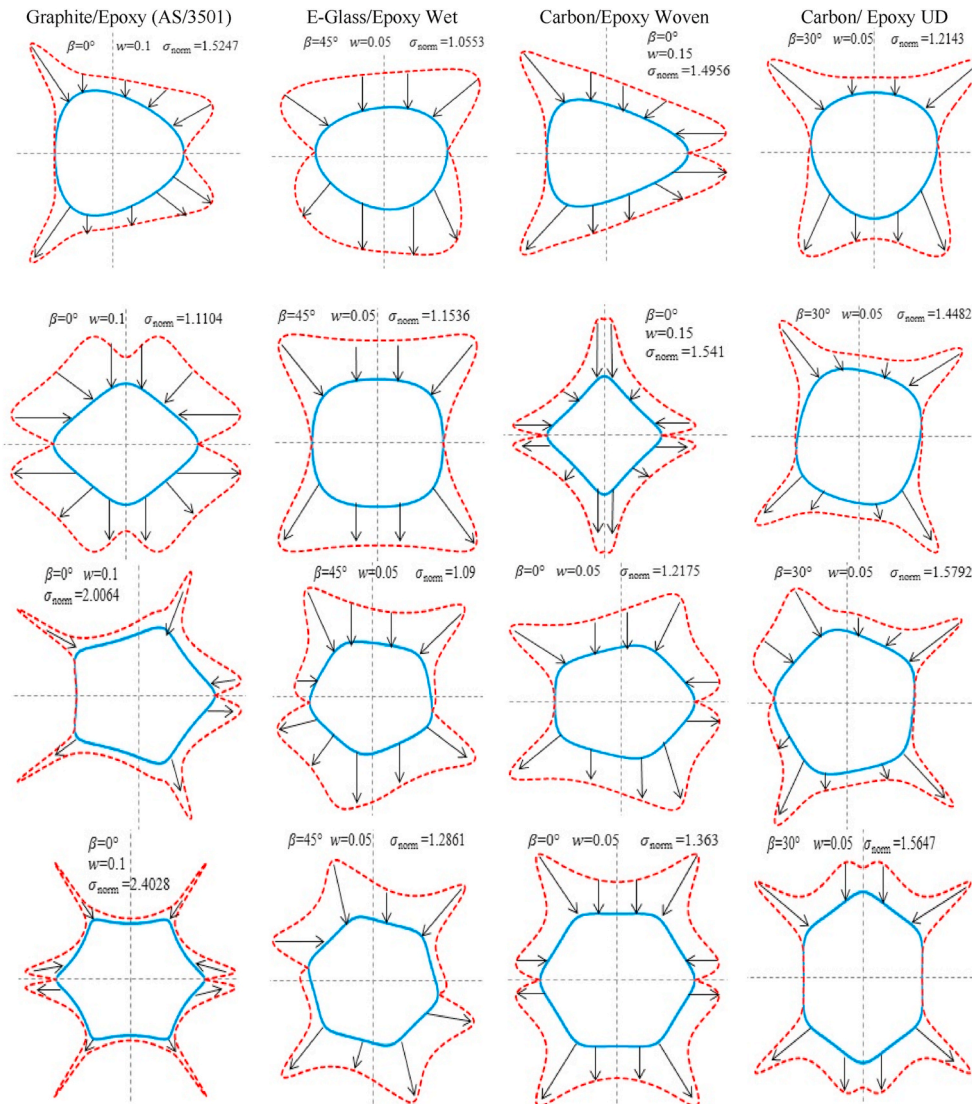 Graphite/Epoxy (AS/3501) E-Glass/Epoxy Wet Carbon/Epoxy Woven Carbon/ Epoxy UD
β=0° w=0.1 σnorm=1.5247
β=45° w=0.05 σnorm=1.0553
β=0°
w=0.15
σnorm=1.4956
β=30° w=0.05 σnorm=1.2143
β=0° w=0.1 σnorm=1.1104
β=45° w=0.05 σnorm=1.1536
β=0°
w=0.15
σnorm=1.541
β=30° w=0.05 σnorm=1.4482
β=0° w=0.1
σnorm=2.0064
β=45° w=0.05 σnorm=1.09
β=0° w=0.05 σnorm=1.2175
β=30° w=0.05 σnorm=1.5792
β=0°
w=0.1
σnorm=2.4028
β=45° w=0.05 σnorm=1.2861
β=0° w=0.05 σnorm=1.363
β=30° w=0.05 σnorm=1.5647